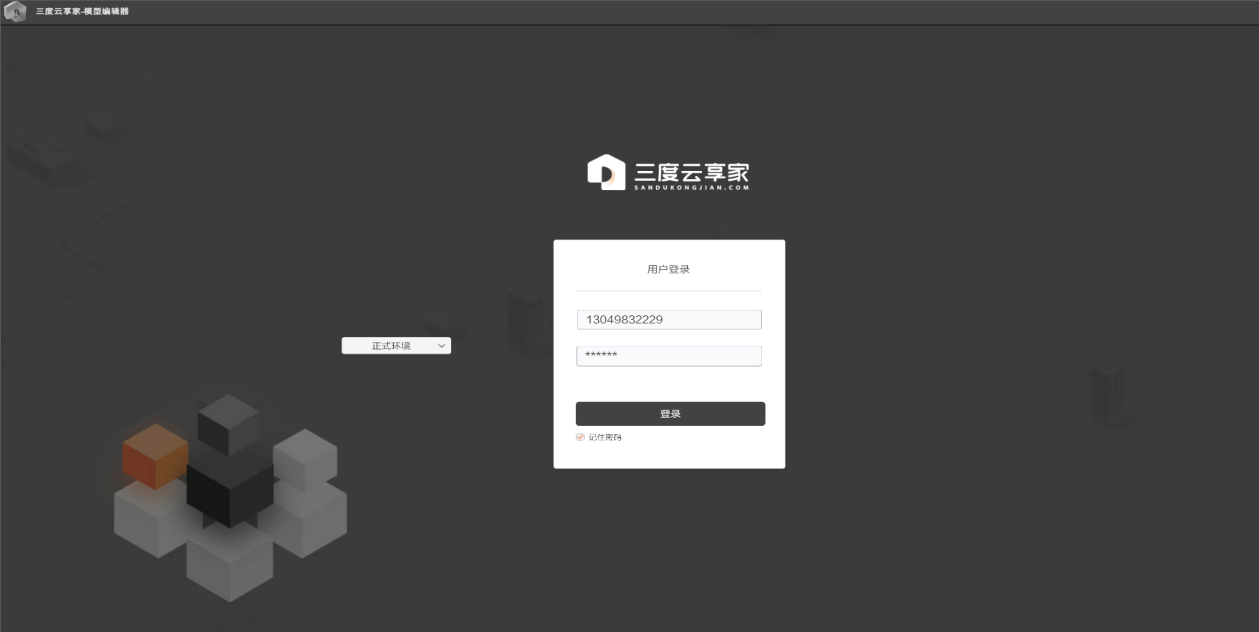 三度云享家-模型编辑器
三度云享家
SANDUKONGJIAN.COM
用户登录
13049832229
正式环境
******
登录
记住密码